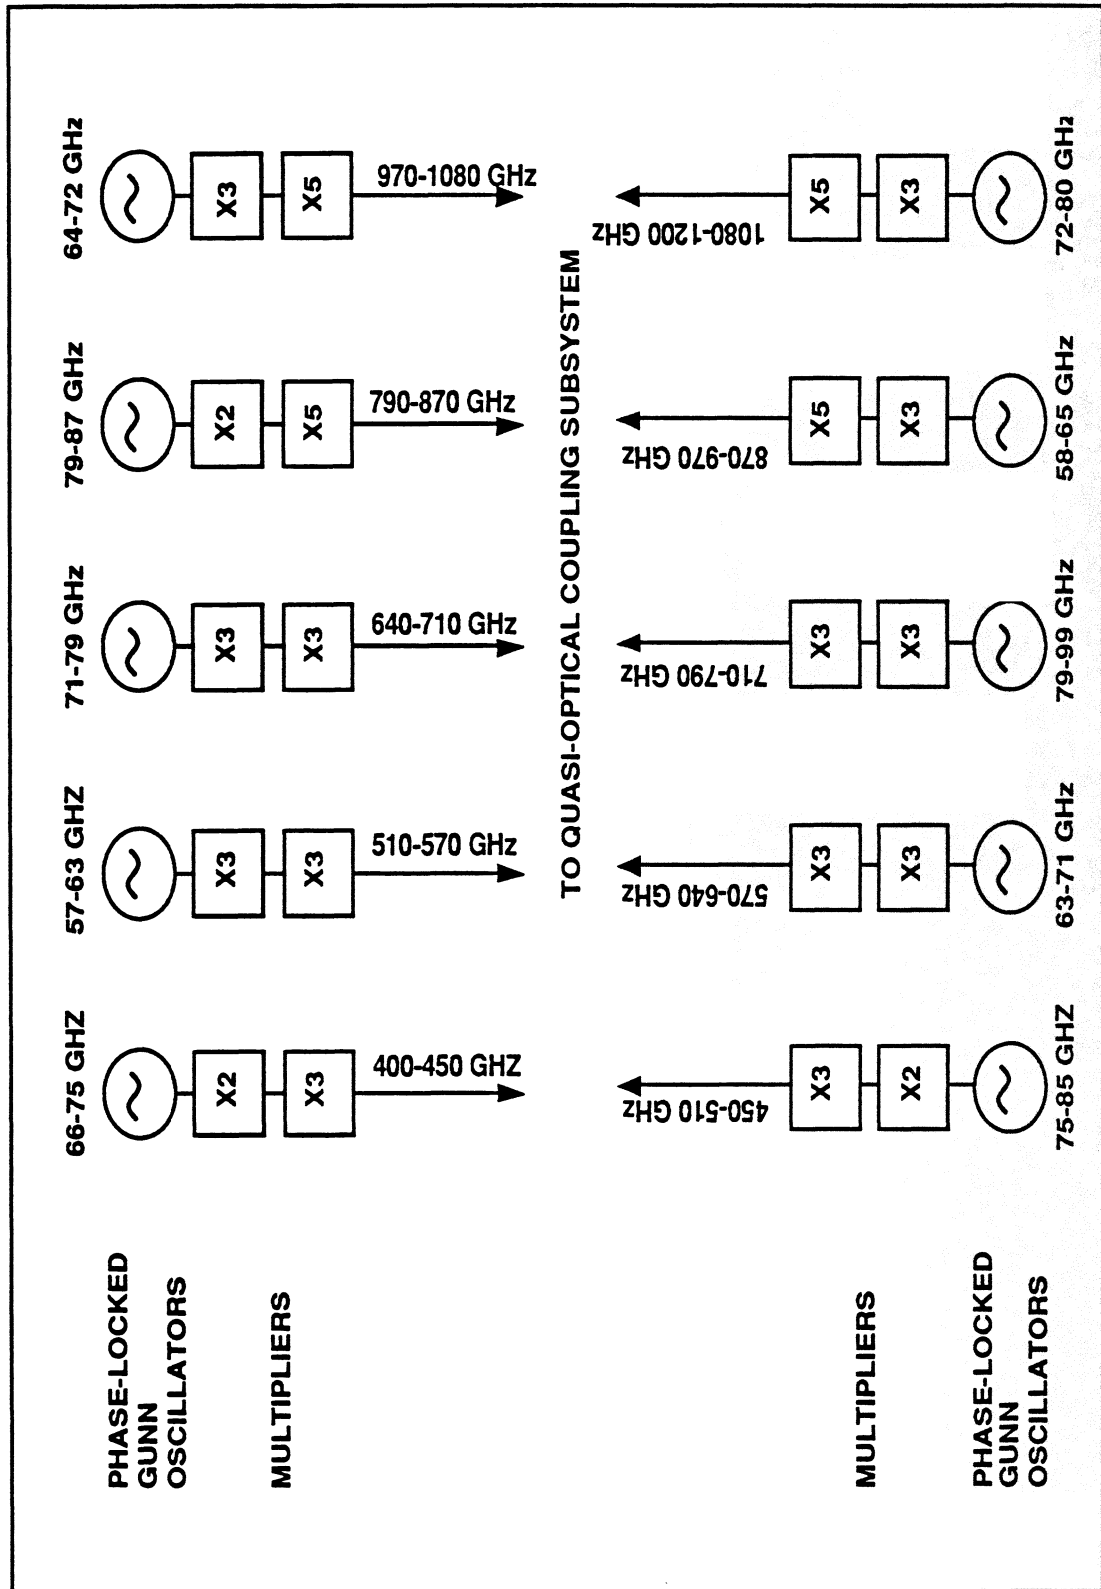 66-75 GHZ
57-63 GHZ
71-79 GHz
79-87 GHz
64-72 GHz
PHASE-LOCKED
GUNN
OSCILLATORS
MULTIPLIERS
X2
X3
X3
X2
X3
X3
X3
X3
X5
X5
400-450 GHZ
510-570 GHz
640-710 GHz
790-870 GHz
970-1080 GHz
TO QUASI-OPTICAL COUPLING SUBSYSTEM
450-510 GHz
570-640 GHz
710-790 GHz
870-970 GHz
1080-1200 GHz
MULTIPLIERS
X3
X3
X3
X5
X5
X2
X3
X3
X3
X3
PHASE-LOCKED
GUNN
OSCILLATORS
75-85 GHZ
63-71 GHz
79-99 GHz
58-65 GHz
72-80 GHz